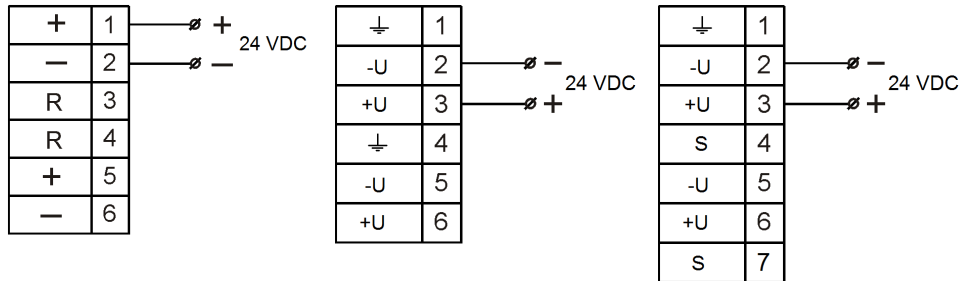 + 1 +
24 VDC
— 2 —
R 3
R 4
+ 5
— 6
⏚ 1
-U 2 —
24 VDC
+U 3 +
⏚ 4
-U 5
+U 6
⏚ 1
-U 2 —
24 VDC
+U 3 +
S 4
-U 5
+U 6
S 7